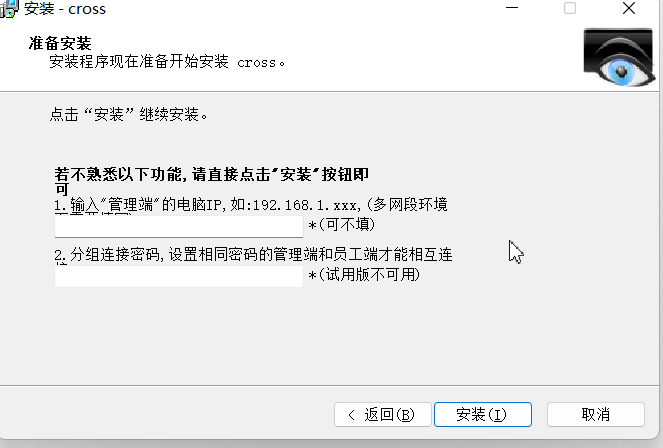 安装 - cross
准备安装
安装程序现在准备开始安装 cross。
点击“安装”继续安装。
若不熟悉以下功能,请直接点击"安装"按钮即
可
1.输入"管理端"的电脑IP,如:192.168.1.xxx,(多网段环境
*(可不填)
2.分组连接密码,设置相同密码的管理端和员工端才能相互连
*(试用版不可用)
< 返回(B)
安装(I)
取消